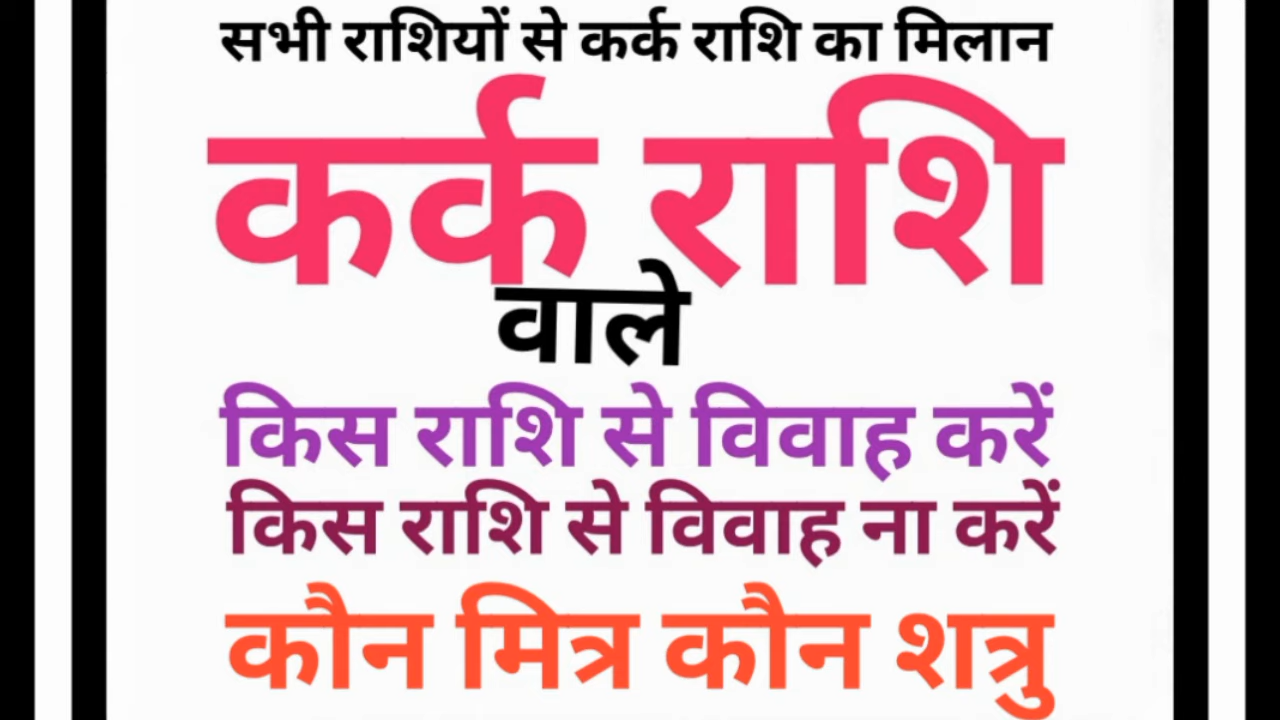 सभी राशियों से कर्क राशि का मिलान
कर्क राशि
वाले
किस राशि से विवाह करें
किस राशि से विवाह ना करें
कौन मित्र कौन शत्रु